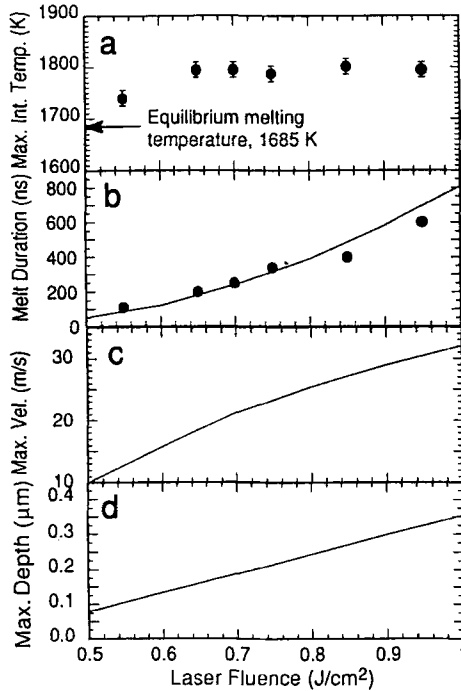 1900
1800
1700
1600
Max. Int. Temp. (K)
a
Equilibrium melting
temperature, 1685 K
800
600
400
200
0
Melt Duration (ns)
b
30
20
10
Max. Vel. (m/s)
c
0.4
0.3
0.2
0.1
0.0
Max. Depth (μm)
d
0.5 0.6 0.7 0.8 0.9
Laser Fluence (J/cm²)